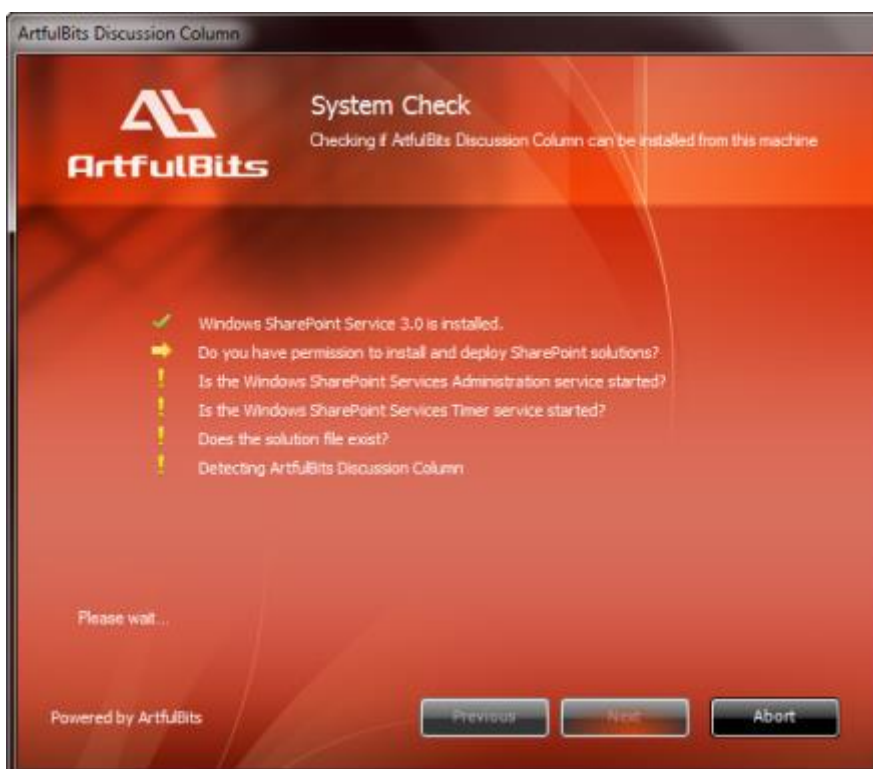 ArtfulBits Discussion Column
ArtfulBits
System Check
Checking if ArtfulBits Discussion Column can be installed from this machine
Windows SharePoint Service 3.0 is installed.
Do you have permission to install and deploy SharePoint solutions?
Is the Windows SharePoint Services Administration service started?
Is the Windows SharePoint Services Timer service started?
Does the solution file exist?
Detecting ArtfulBits Discussion Column
Please wait...
Powered by ArtfulBits
Previous
Next
Abort